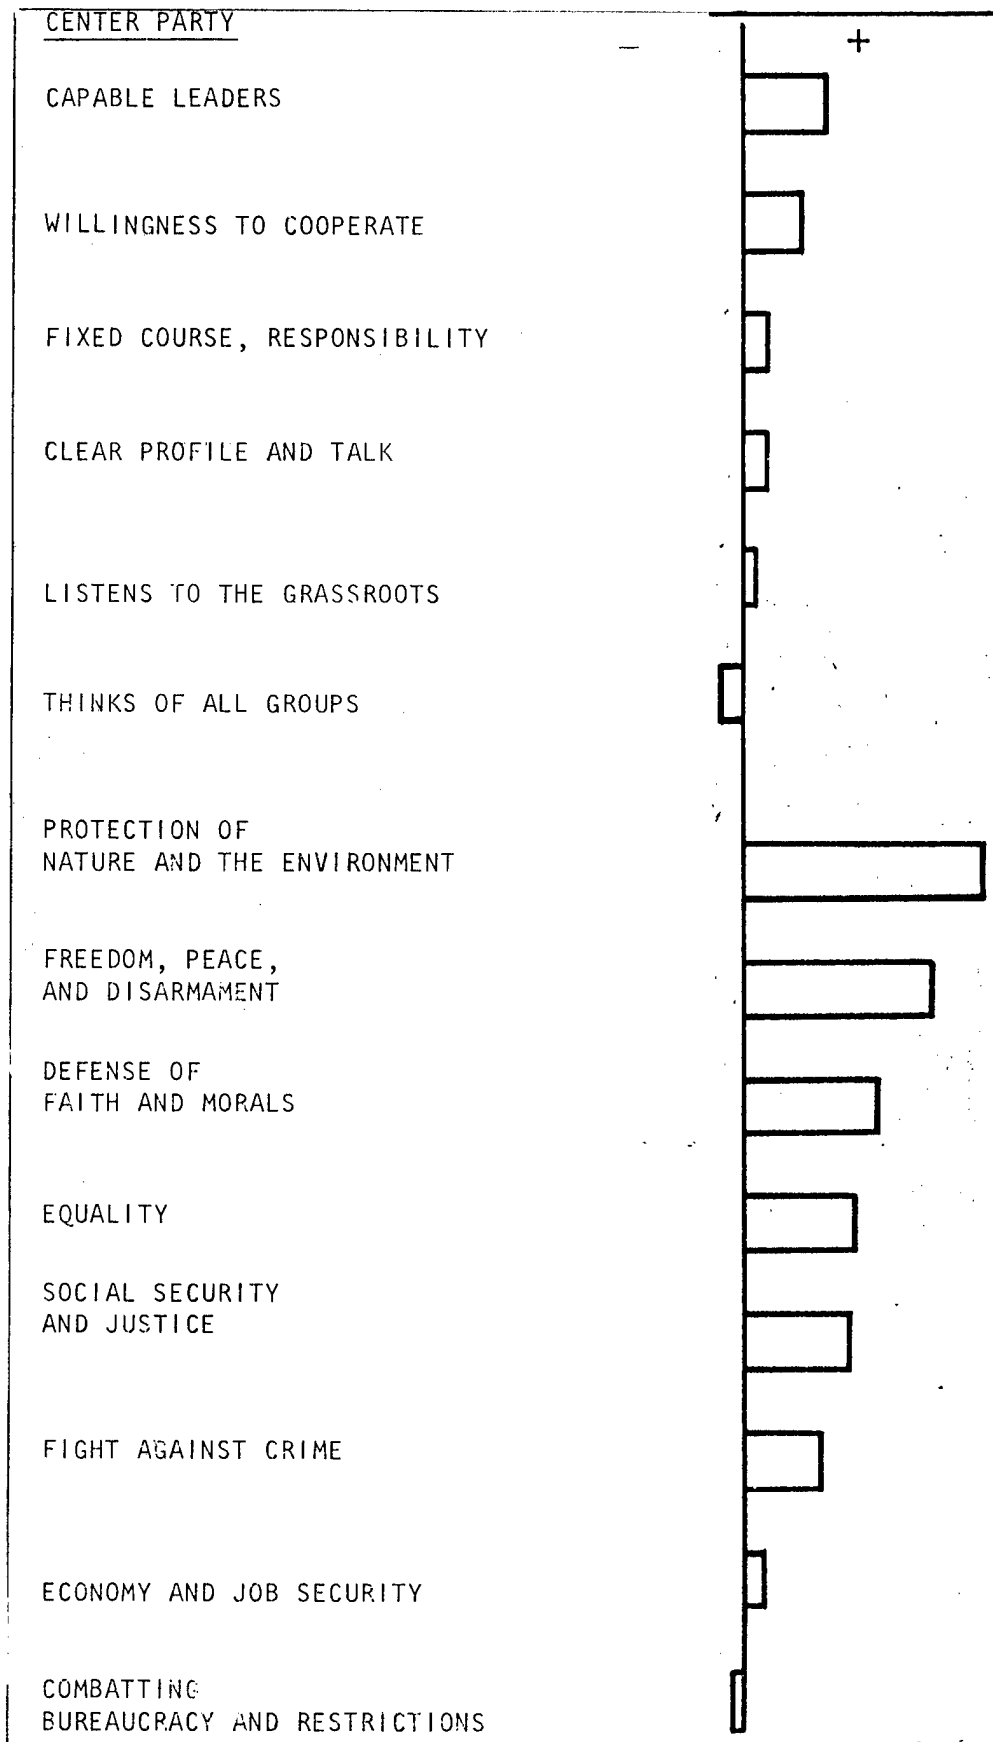 CENTER PARTY
− +
CAPABLE LEADERS
WILLINGNESS TO COOPERATE
FIXED COURSE, RESPONSIBILITY
CLEAR PROFILE AND TALK
LISTENS TO THE GRASSROOTS
THINKS OF ALL GROUPS
PROTECTION OF
NATURE AND THE ENVIRONMENT
FREEDOM, PEACE,
AND DISARMAMENT
DEFENSE OF
FAITH AND MORALS
EQUALITY
SOCIAL SECURITY
AND JUSTICE
FIGHT AGAINST CRIME
ECONOMY AND JOB SECURITY
COMBATTING
BUREAUCRACY AND RESTRICTIONS